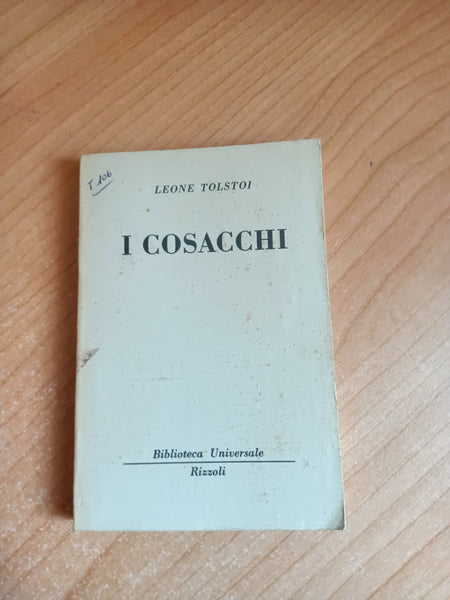 T 106
LEONE TOLSTOI
I COSACCHI
Biblioteca Universale
Rizzoli